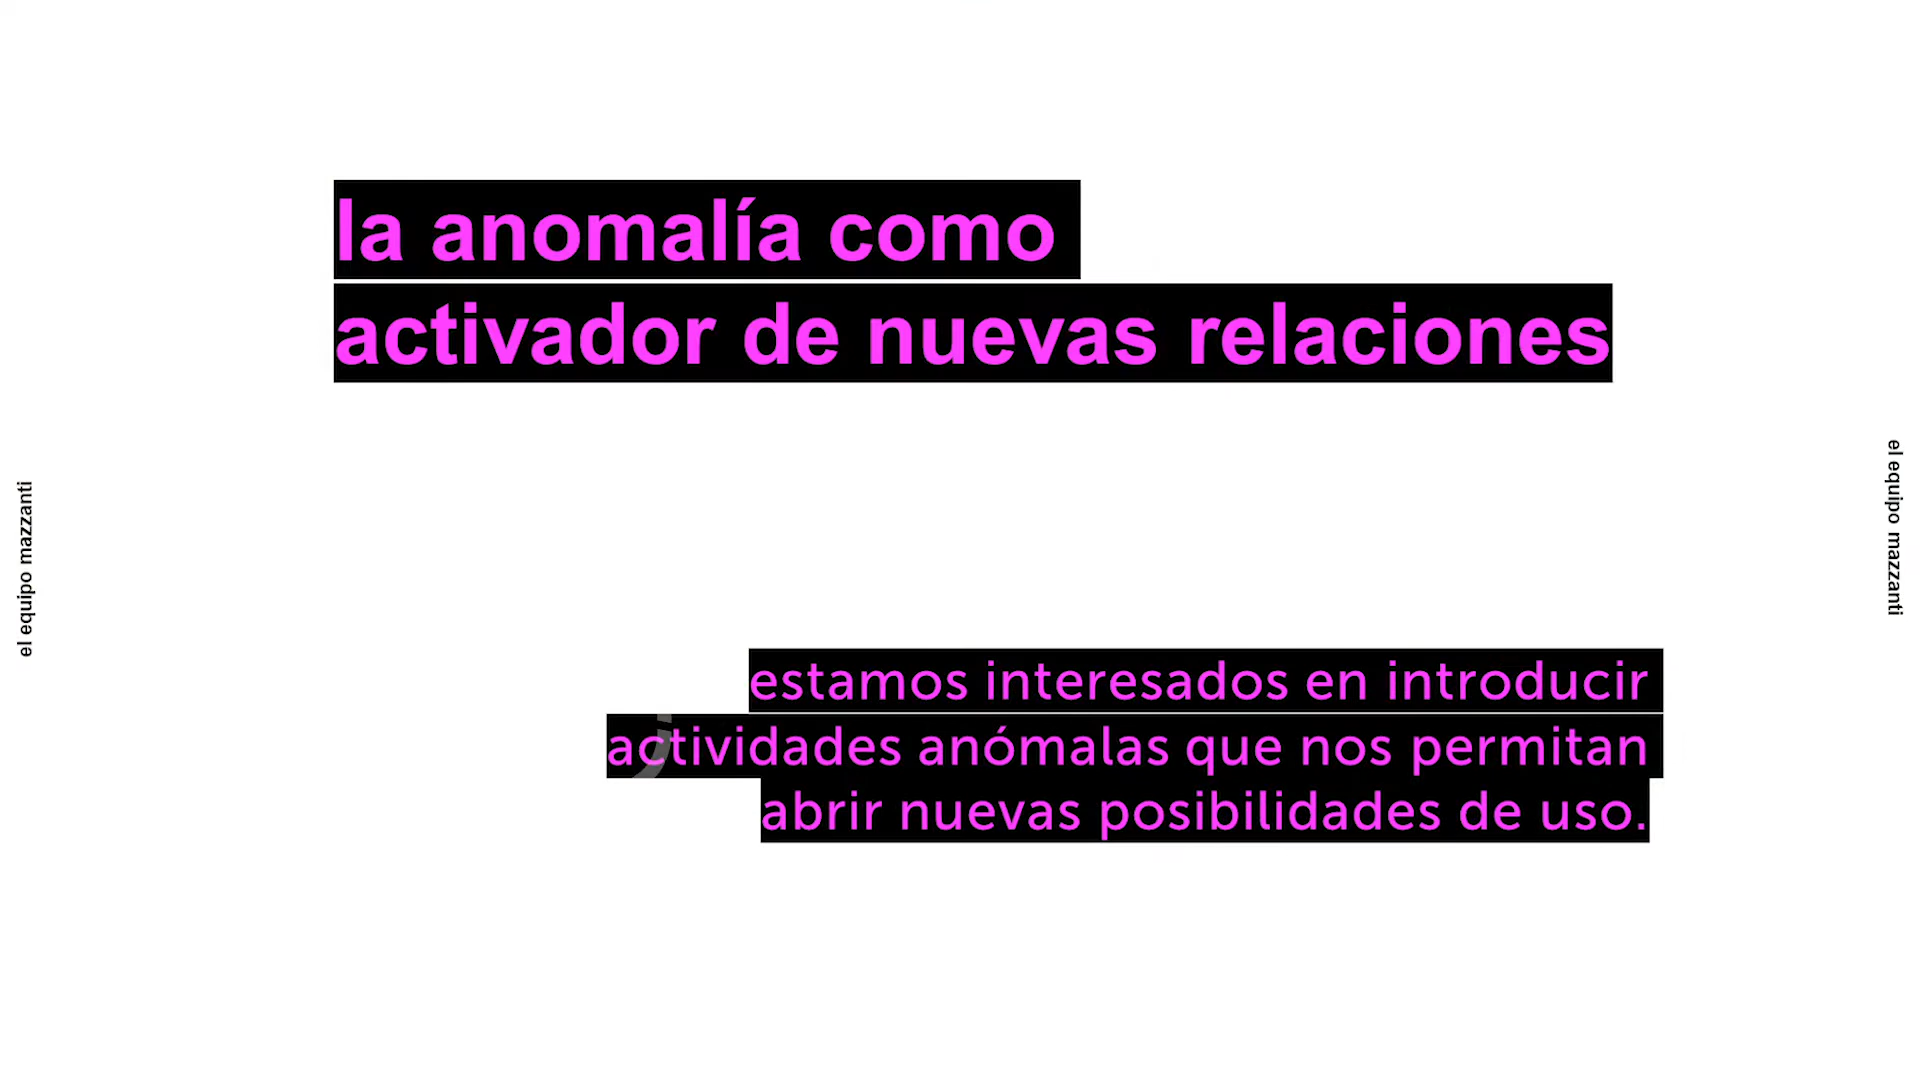 la anomalía como
activador de nuevas relaciones
el equipo mazzanti
el equipo mazzanti
estamos interesados en introducir
actividades anómalas que nos permitan
abrir nuevas posibilidades de uso.